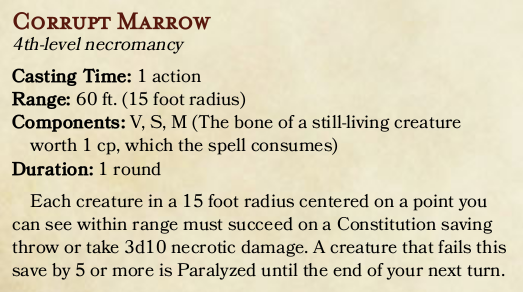 Corrupt Marrow
4th-level necromancy
Casting Time: 1 action
Range: 60 ft. (15 foot radius)
Components: V, S, M (The bone of a still-living creature
worth 1 cp, which the spell consumes)
Duration: 1 round
Each creature in a 15 foot radius centered on a point you
can see within range must succeed on a Constitution saving
throw or take 3d10 necrotic damage. A creature that fails this
save by 5 or more is Paralyzed until the end of your next turn.